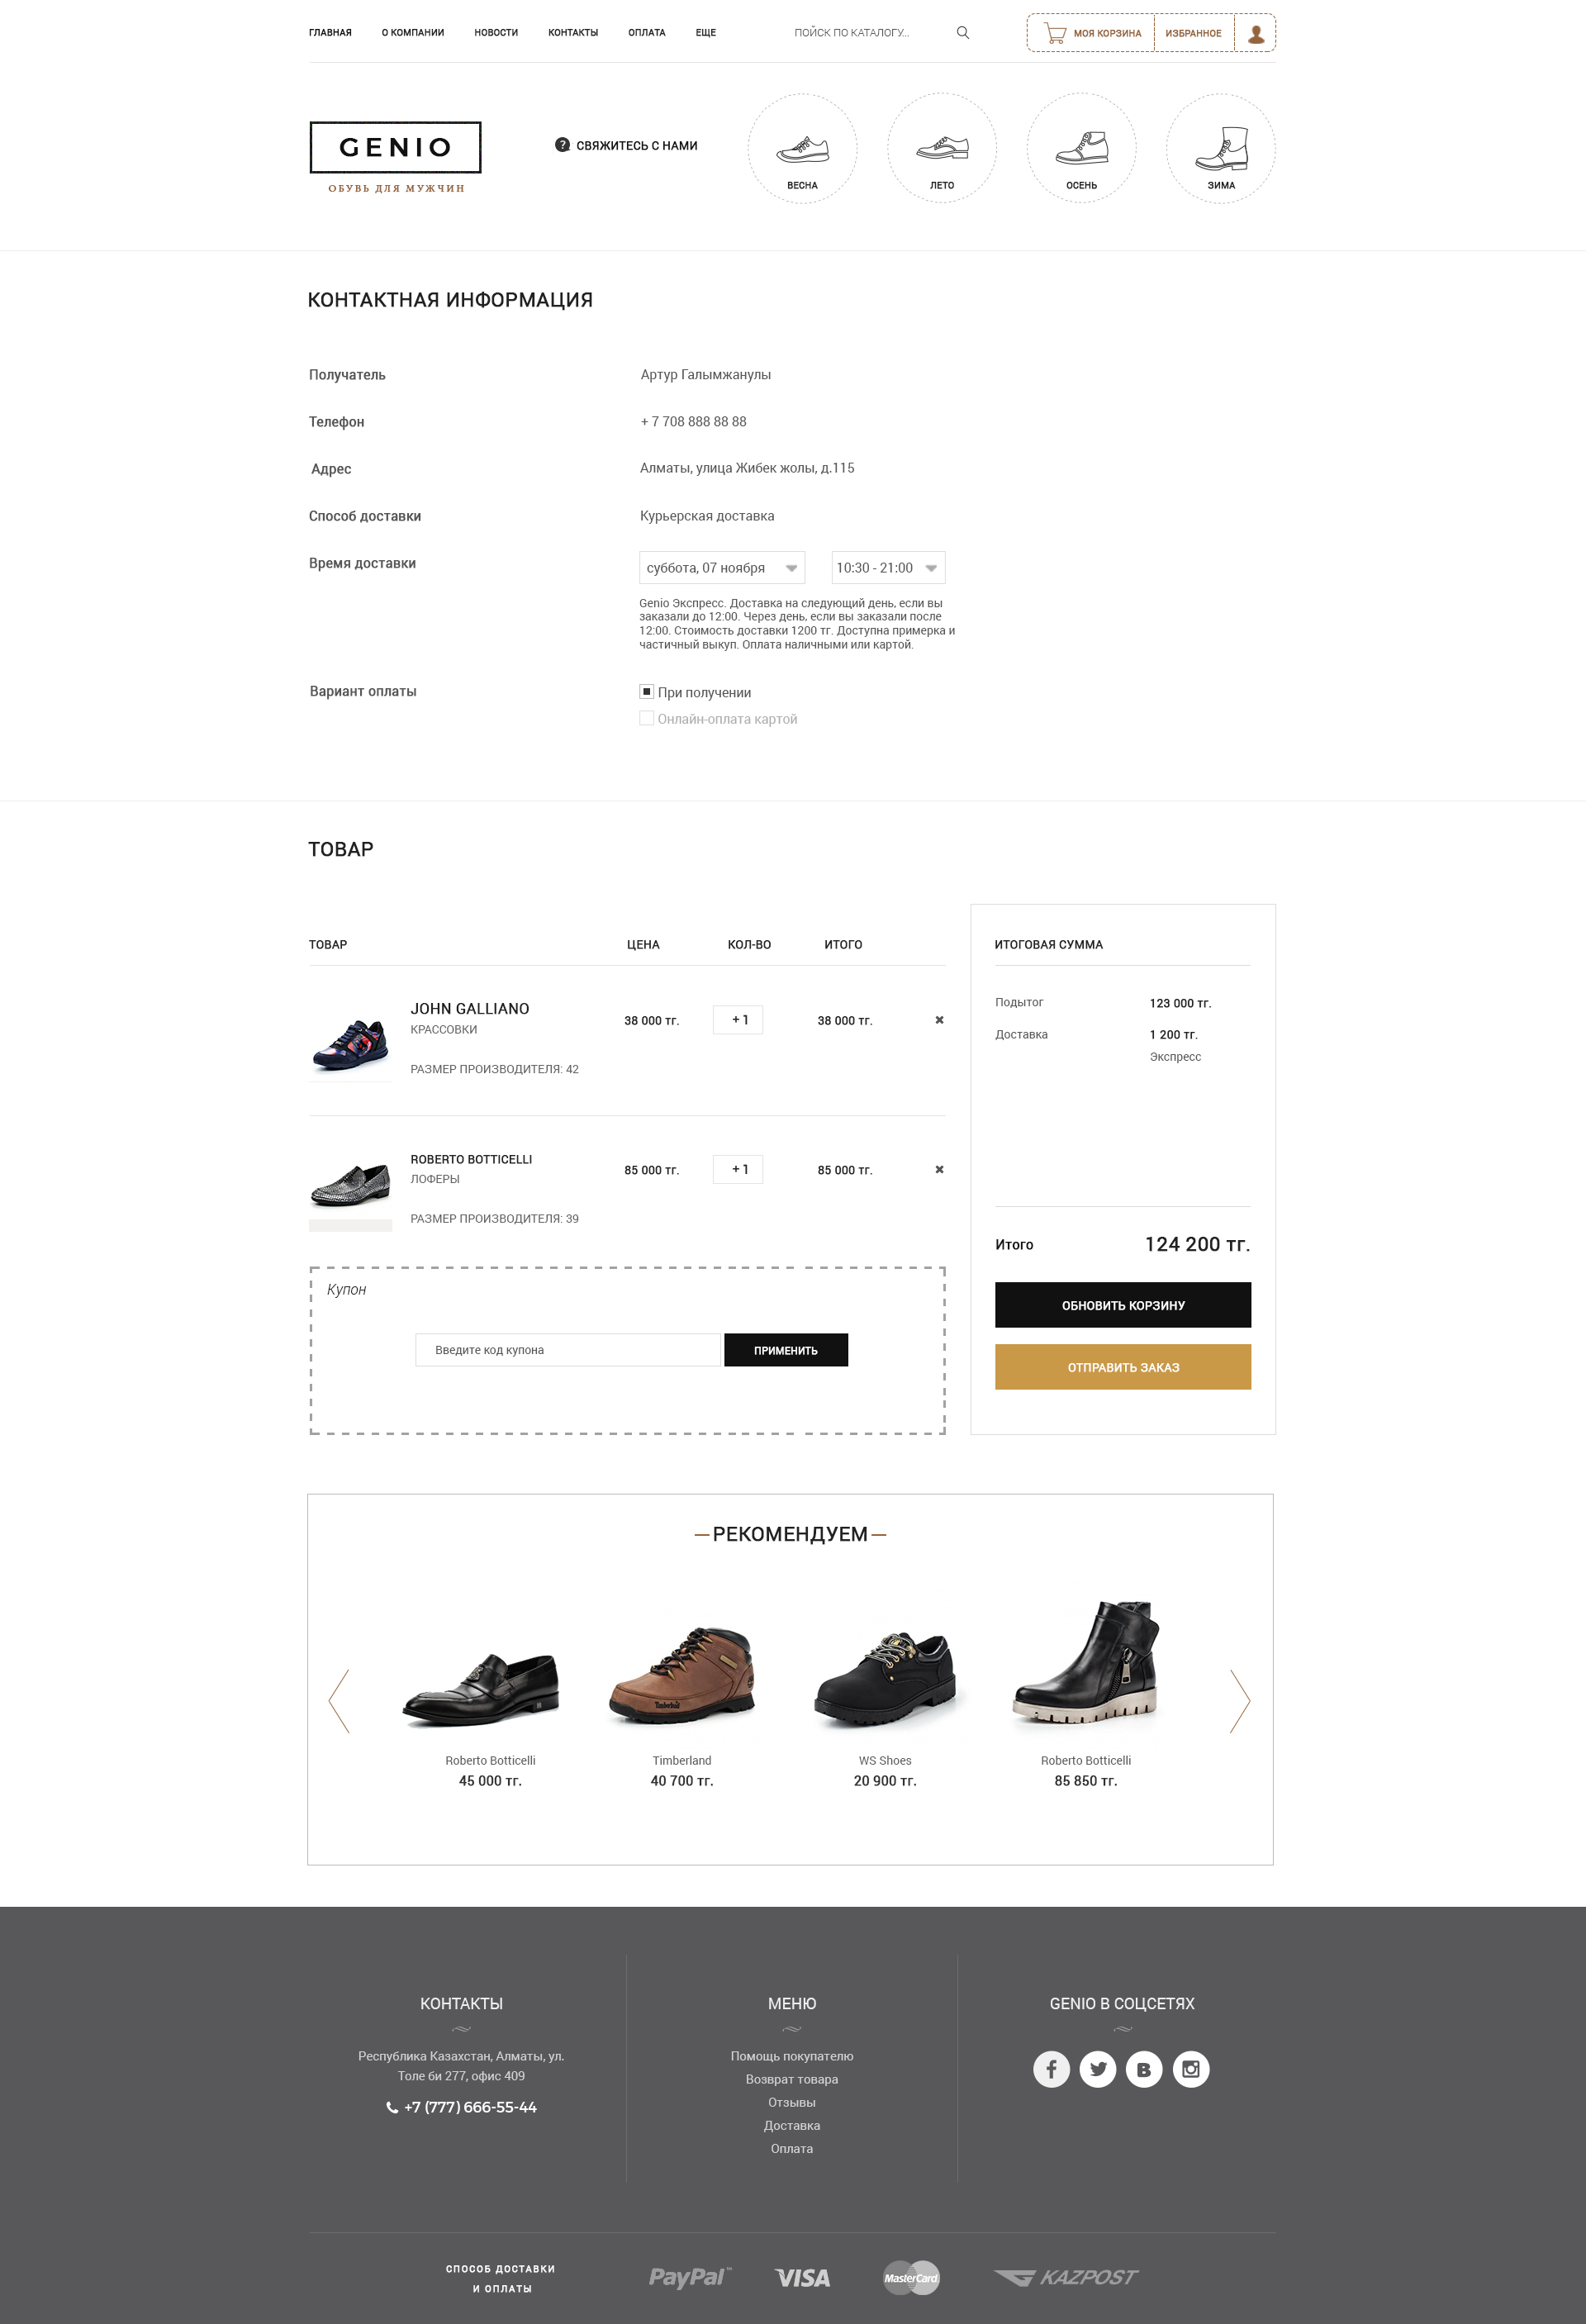 ГЛАВНАЯ О КОМПАНИИ НОВОСТИ КОНТАКТЫ ОПЛАТА ЕЩЕ ПОЙСК ПО КАТАЛОГУ... МОЯ КОРЗИНА ИЗБРАННОЕ
GENIO
ОБУВЬ ДЛЯ МУЖЧИН
? СВЯЖИТЕСЬ С НАМИ
ВЕСНА ЛЕТО ОСЕНЬ ЗИМА
КОНТАКТНАЯ ИНФОРМАЦИЯ
Получатель Артур Галымжанулы
Телефон + 7 708 888 88 88
Адрес Алматы, улица Жибек жолы, д.115
Способ доставки Курьерская доставка
Время доставки суббота, 07 ноября 10:30 - 21:00
Genio Экспресс. Доставка на следующий день, если вы
заказали до 12:00. Через день, если вы заказали после
12:00. Стоимость доставки 1200 тг. Доступна примерка и
частичный выкуп. Оплата наличными или картой.
Вариант оплаты При получении
Онлайн-оплата картой
ТОВАР
ТОВАР ЦЕНА КОЛ-ВО ИТОГО
JOHN GALLIANO
КРАССОВКИ
38 000 тг. + 1 38 000 тг.
РАЗМЕР ПРОИЗВОДИТЕЛЯ: 42
ROBERTO BOTTICELLI
ЛОФЕРЫ
85 000 тг. + 1 85 000 тг.
РАЗМЕР ПРОИЗВОДИТЕЛЯ: 39
Купон
Введите код купона ПРИМЕНИТЬ
ИТОГОВАЯ СУММА
Подытог 123 000 тг.
Доставка 1 200 тг.
Экспресс
Итого 124 200 тг.
ОБНОВИТЬ КОРЗИНУ
ОТПРАВИТЬ ЗАКАЗ
РЕКОМЕНДУЕМ
Timberland
Roberto Botticelli
45 000 тг.
Timberland
40 700 тг.
WS Shoes
20 900 тг.
Roberto Botticelli
85 850 тг.
КОНТАКТЫ
Республика Казахстан, Алматы, ул.
Толе би 277, офис 409
+7 (777) 666-55-44
МЕНЮ
Помощь покупателю
Возврат товара
Отзывы
Доставка
Оплата
GENIO В СОЦСЕТЯХ
СПОСОБ ДОСТАВКИ
И ОПЛАТЫ
PayPal™ VISA MasterCard KAZPOST